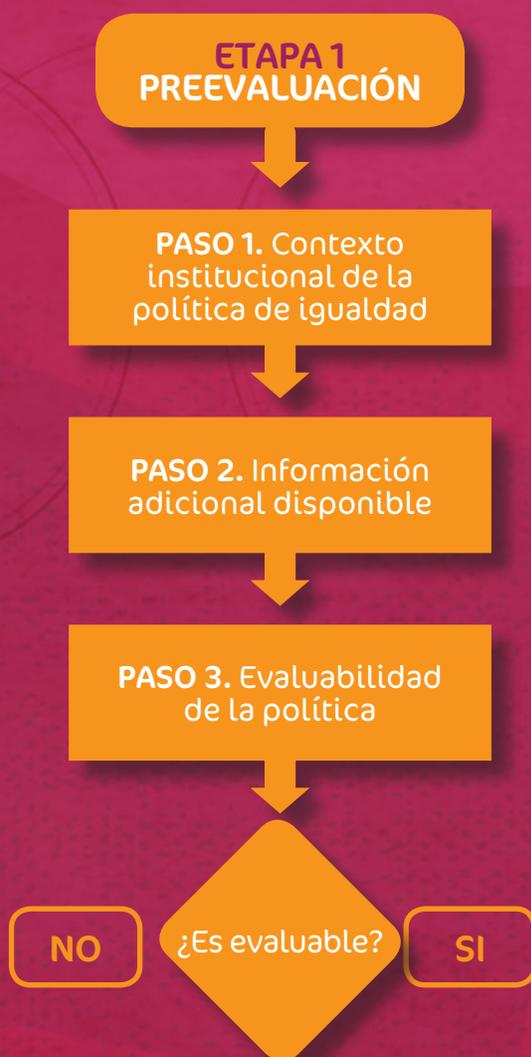 ETAPA 1
PREEVALUACIÓN
PASO 1. Contexto
institucional de la
política de igualdad
PASO 2. Información
adicional disponible
PASO 3. Evaluabilidad
de la política
NO
¿Es evaluable?
SI